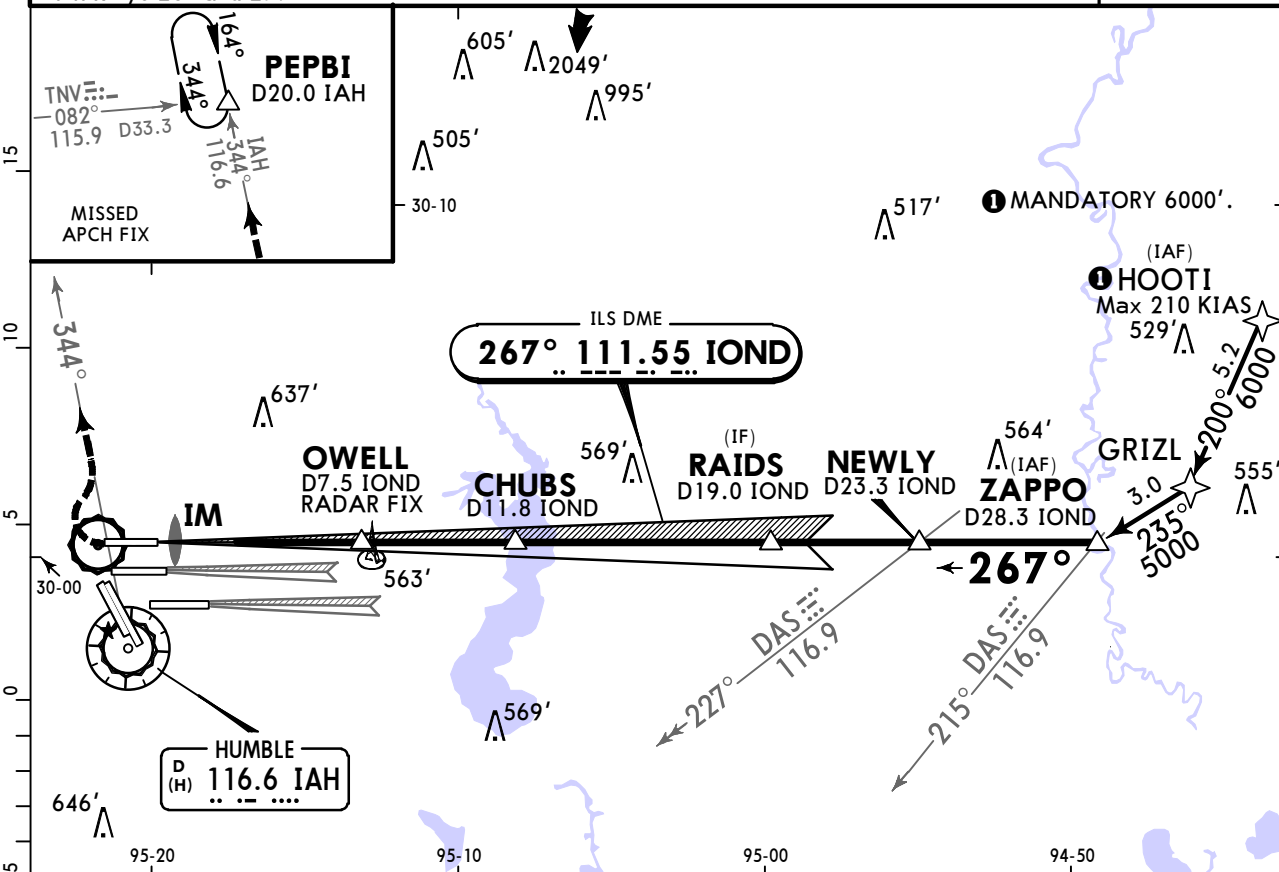 164°
344°
PEPBI
D20.0 IAH
TNV
082°
115.9
D33.3
IAH
344°
116.6
MISSED
APCH FIX
605'
2049'
995'
505'
30-10
517'
1 MANDATORY 6000'.
(IAF)
1 HOOTI
Max 210 KIAS
529'
5.2
200°
6000
15
10
5
0
5
344°
ILS DME
267° 111.55 IOND
637'
569'
564'
555'
OWELL
D7.5 IOND
RADAR FIX
CHUBS
D11.8 IOND
(IF)
RAIDS
D19.0 IOND
NEWLY
D23.3 IOND
(IAF)
ZAPPO
D28.3 IOND
GRIZL
3.0
235°
5000
IM
563'
267°
30-00
DAS
116.9
227°
DAS
116.9
215°
569'
HUMBLE
D
(H)
116.6 IAH
646'
95-20
95-10
95-00
94-50